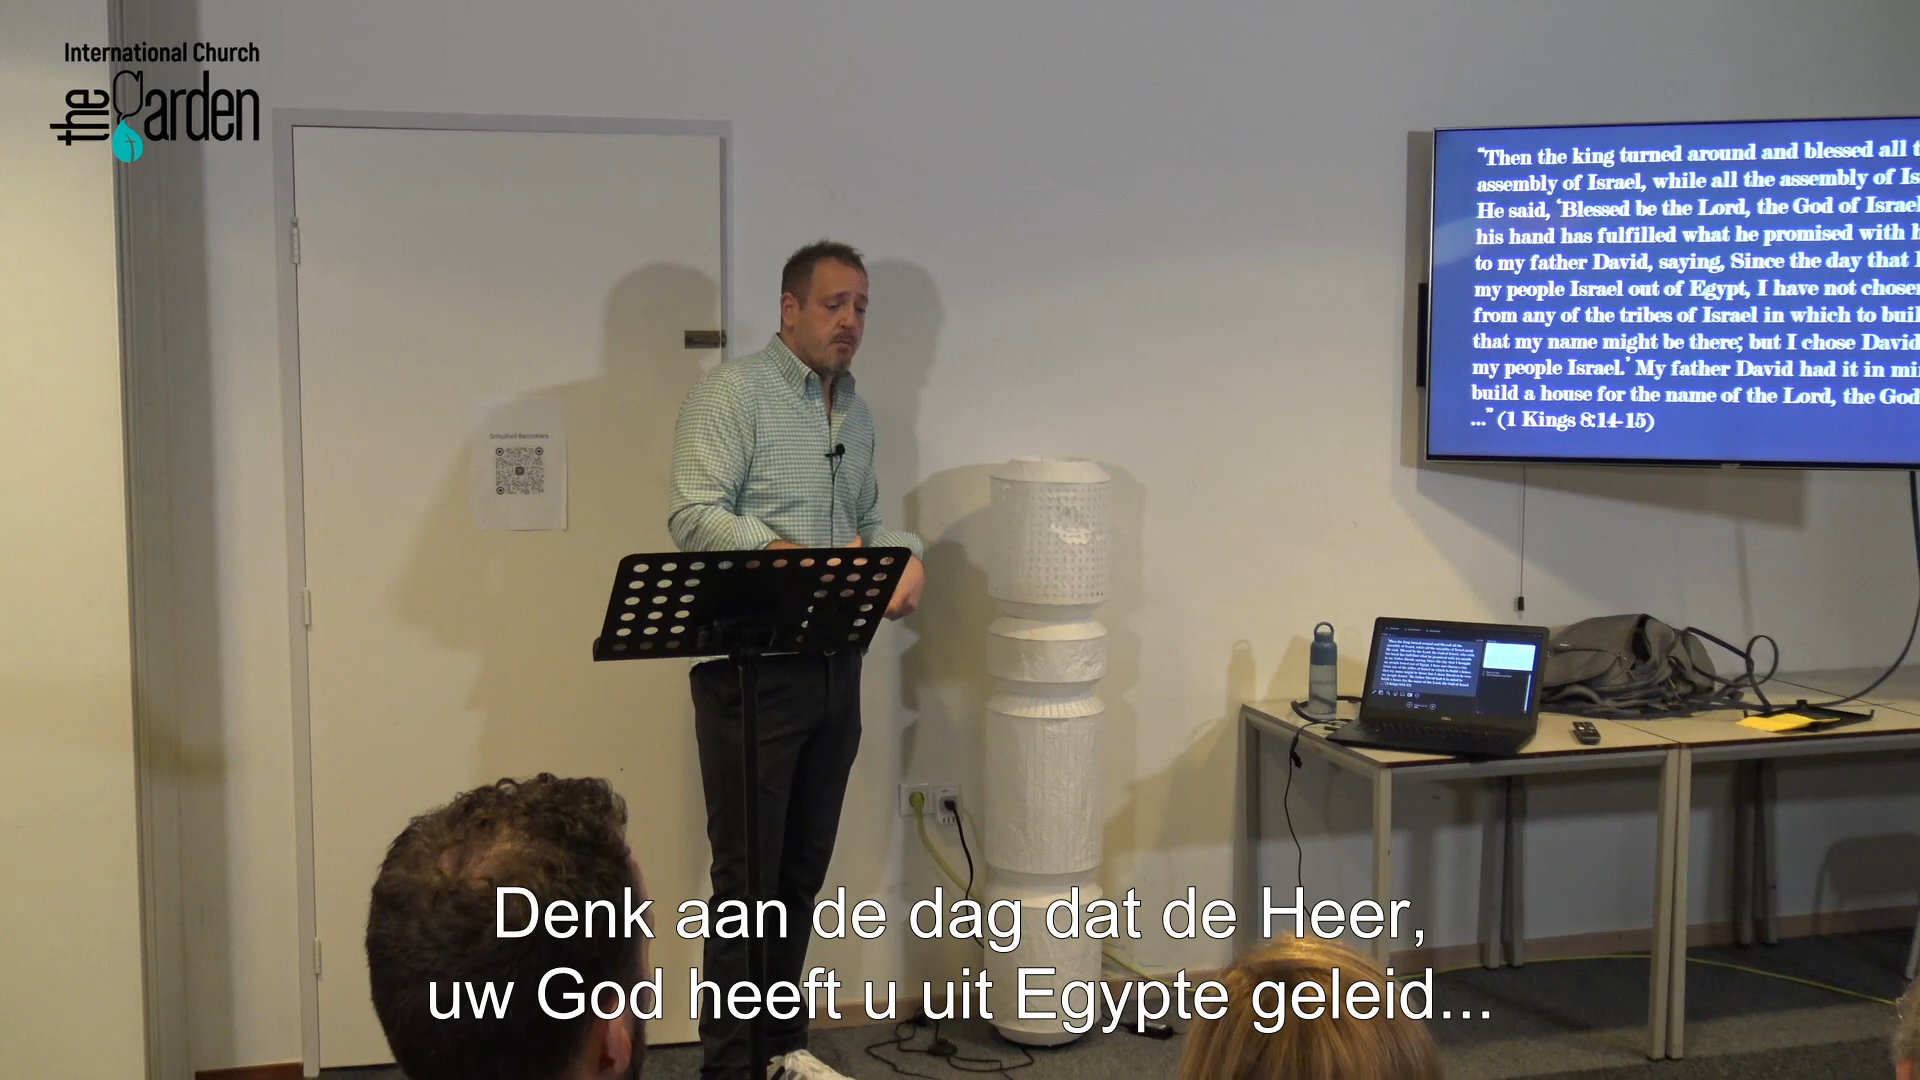 International Church
the Garden
Schuilhof-Bezoekers
"Then the king turned around and blessed all
assembly of Israel, while all the assembly of
He said, 'Blessed be the Lord, the God of Israel
his hand has fulfilled what he promised with
to my father David, saying, Since the day that I
my people Israel out of Egypt, I have not chosen
from any of the tribes of Israel in which to
that my name might be there; but I chose David
my people Israel.' My father David had it in
build a house for the name of the Lord, the God
..." (1 Kings 8:14-15)
Denk aan de dag dat de Heer,
uw God heeft u uit Egypte geleid...